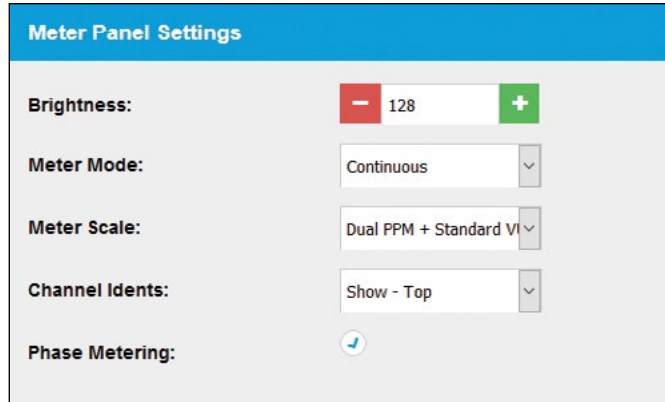 Meter Panel Settings
Brightness: − 128 +
Meter Mode: Continuous
Meter Scale: Dual PPM + Standard VU
Channel Idents: Show - Top
Phase Metering: